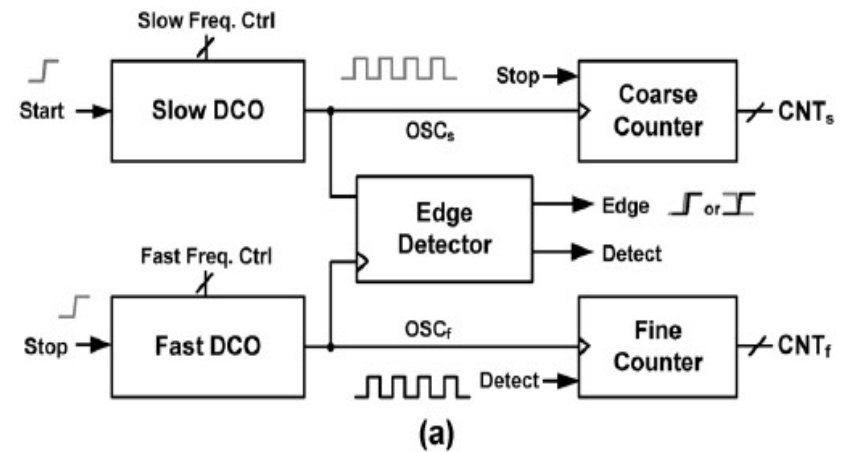 Slow Freq. Ctrl
Start
Slow DCO
OSCs
Stop
Coarse
Counter
CNTs
Edge
Detector
Edge
or
Detect
Fast Freq. Ctrl
Stop
Fast DCO
OSCf
Detect
Fine
Counter
CNTf
(a)